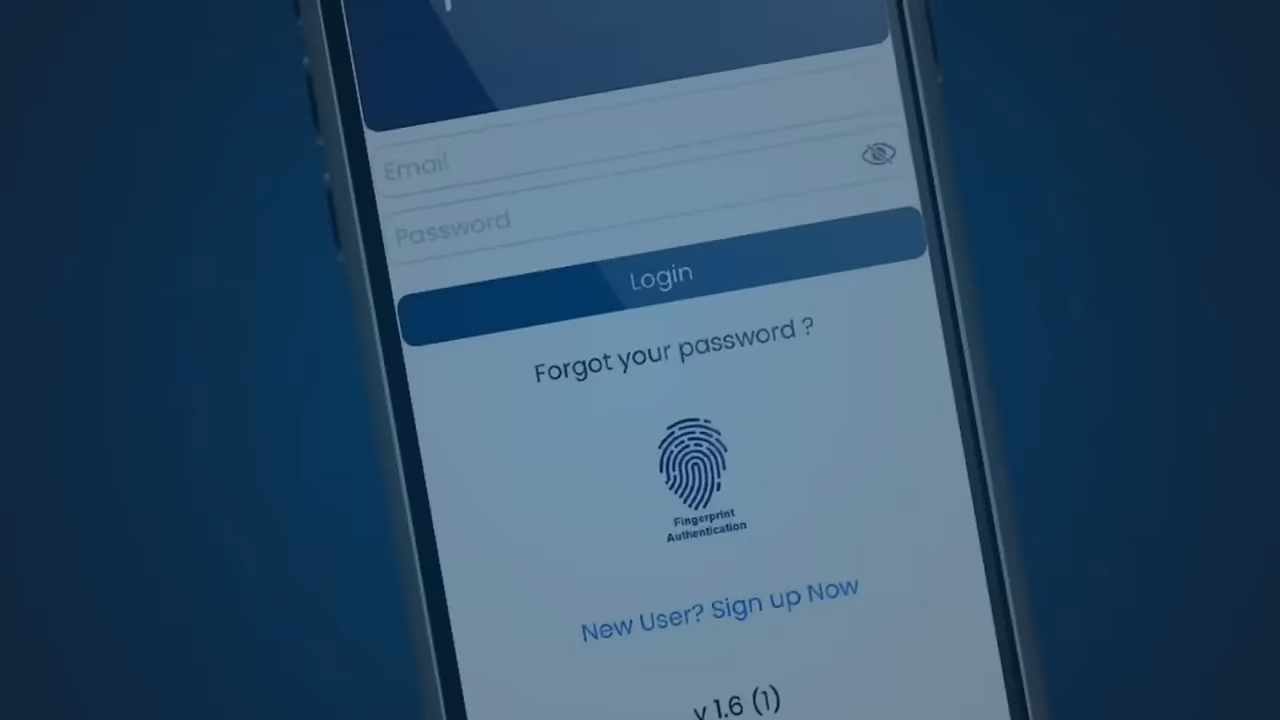 Email
Password
Login
Forgot your password ?
Fingerprint
Authentication
New User? Sign up Now
v 1.6 (1)